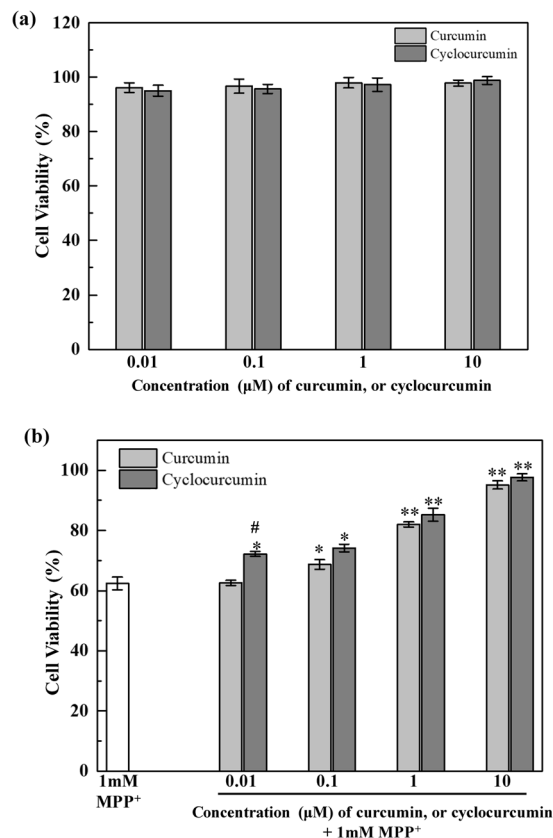 (a)
120
100
80
60
40
20
0
Cell Viability (%)
Curcumin
Cyclocurcumin
0.01 0.1 1 10
Concentration (μM) of curcumin, or cyclocurcumin
(b)
100
80
60
40
20
0
Cell Viability (%)
Curcumin
Cyclocurcumin
#
*
*
*
**
**
**
**
1mM
MPP⁺
0.01 0.1 1 10
Concentration (μM) of curcumin, or cyclocurcumin
+ 1mM MPP⁺